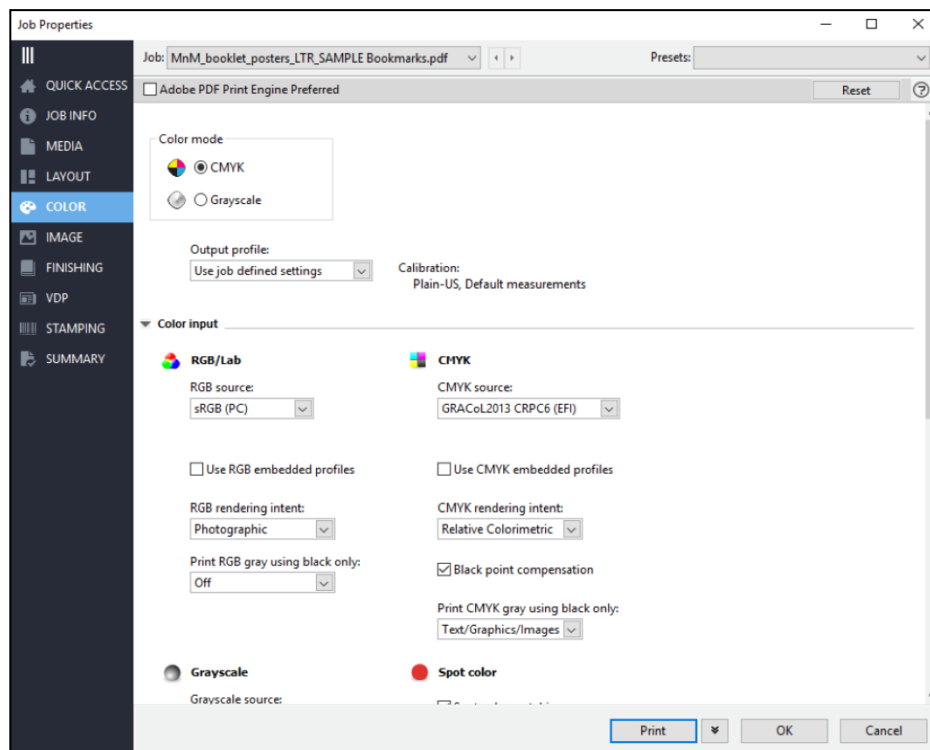 Job Properties
Job: MnM_booklet_posters_LTR_SAMPLE Bookmarks.pdf
Presets:
QUICK ACCESS
Adobe PDF Print Engine Preferred
Reset
JOB INFO
MEDIA
LAYOUT
COLOR
IMAGE
FINISHING
VDP
STAMPING
SUMMARY
Color mode
CMYK
Grayscale
Output profile:
Use job defined settings
Calibration:
Plain-US, Default measurements
Color input
RGB/Lab
RGB source:
sRGB (PC)
Use RGB embedded profiles
RGB rendering intent:
Photographic
Print RGB gray using black only:
Off
CMYK
CMYK source:
GRACoL2013 CRPC6 (EFI)
Use CMYK embedded profiles
CMYK rendering intent:
Relative Colorimetric
Black point compensation
Print CMYK gray using black only:
Text/Graphics/Images
Grayscale
Grayscale source:
Spot color
Print
OK
Cancel